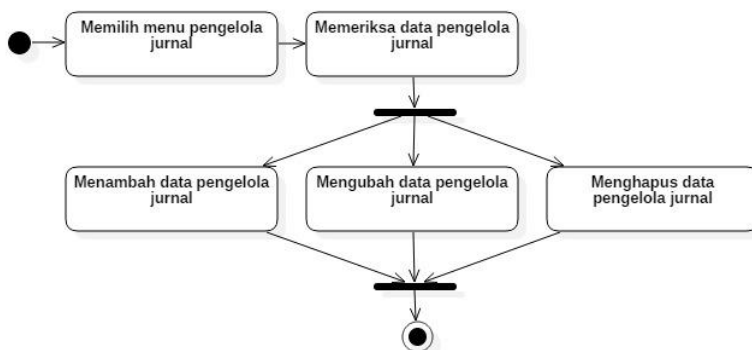 Memilih menu pengelola
jurnal
Memeriksa data pengelola
jurnal
Menambah data pengelola
jurnal
Mengubah data pengelola
jurnal
Menghapus data
pengelola jurnal